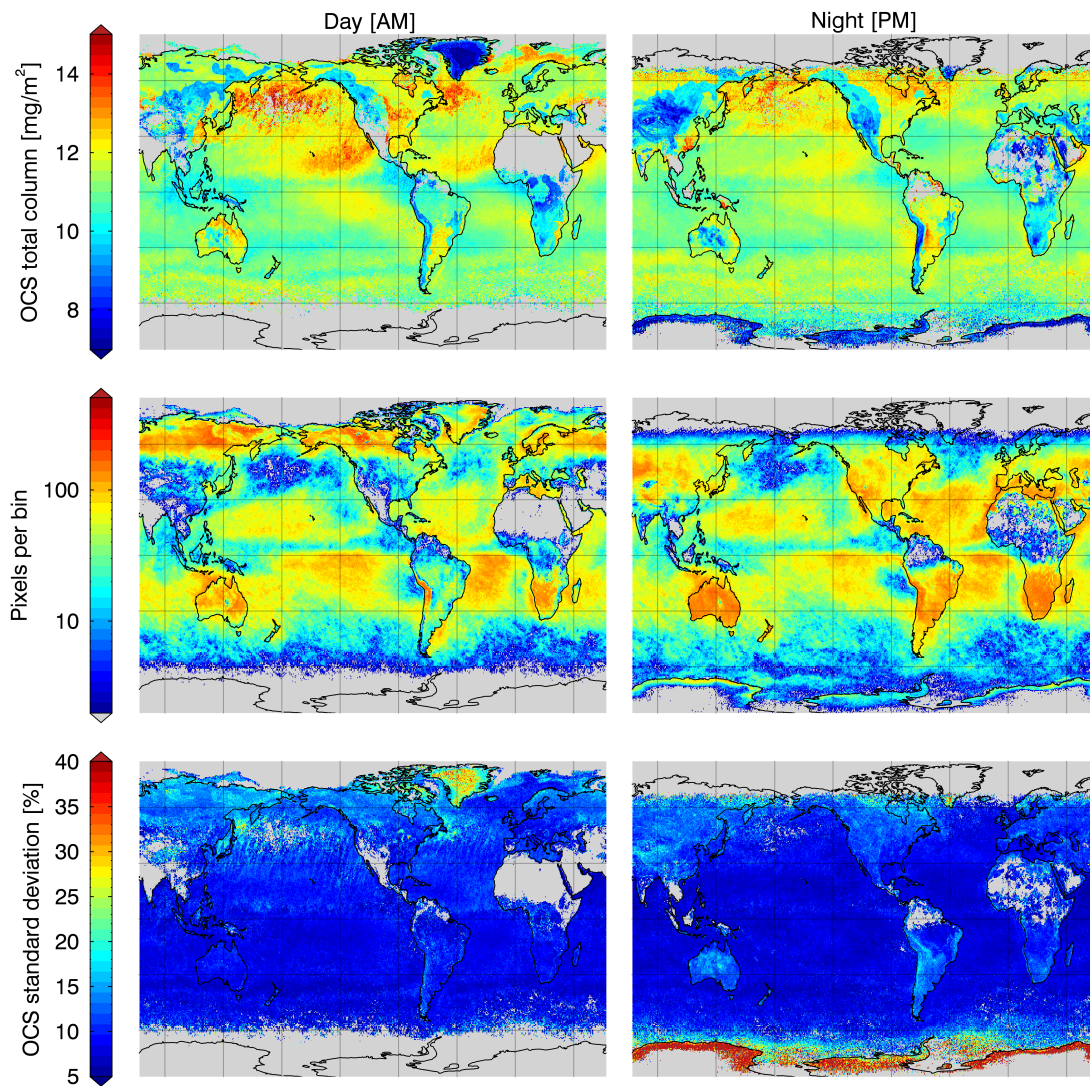 Day [AM]
Night [PM]
OCS total column [mg/m²]
14
12
10
8
Pixels per bin
100
10
OCS standard deviation [%]
40
35
30
25
20
15
10
5